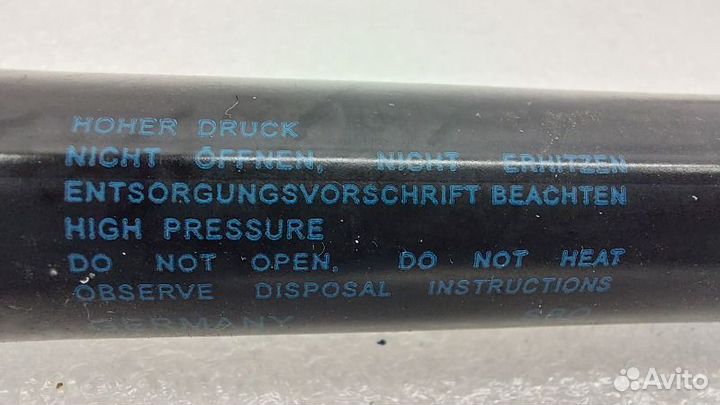 HOHER DRUCK
NICHT ÖFFNEN, NICHT ERHITZEN
ENTSORGUNGSVORSCHRIFT BEACHTEN
HIGH PRESSURE
DO NOT OPEN, DO NOT HEAT
OBSERVE DISPOSAL INSTRUCTIONS
GERMANY
Avito